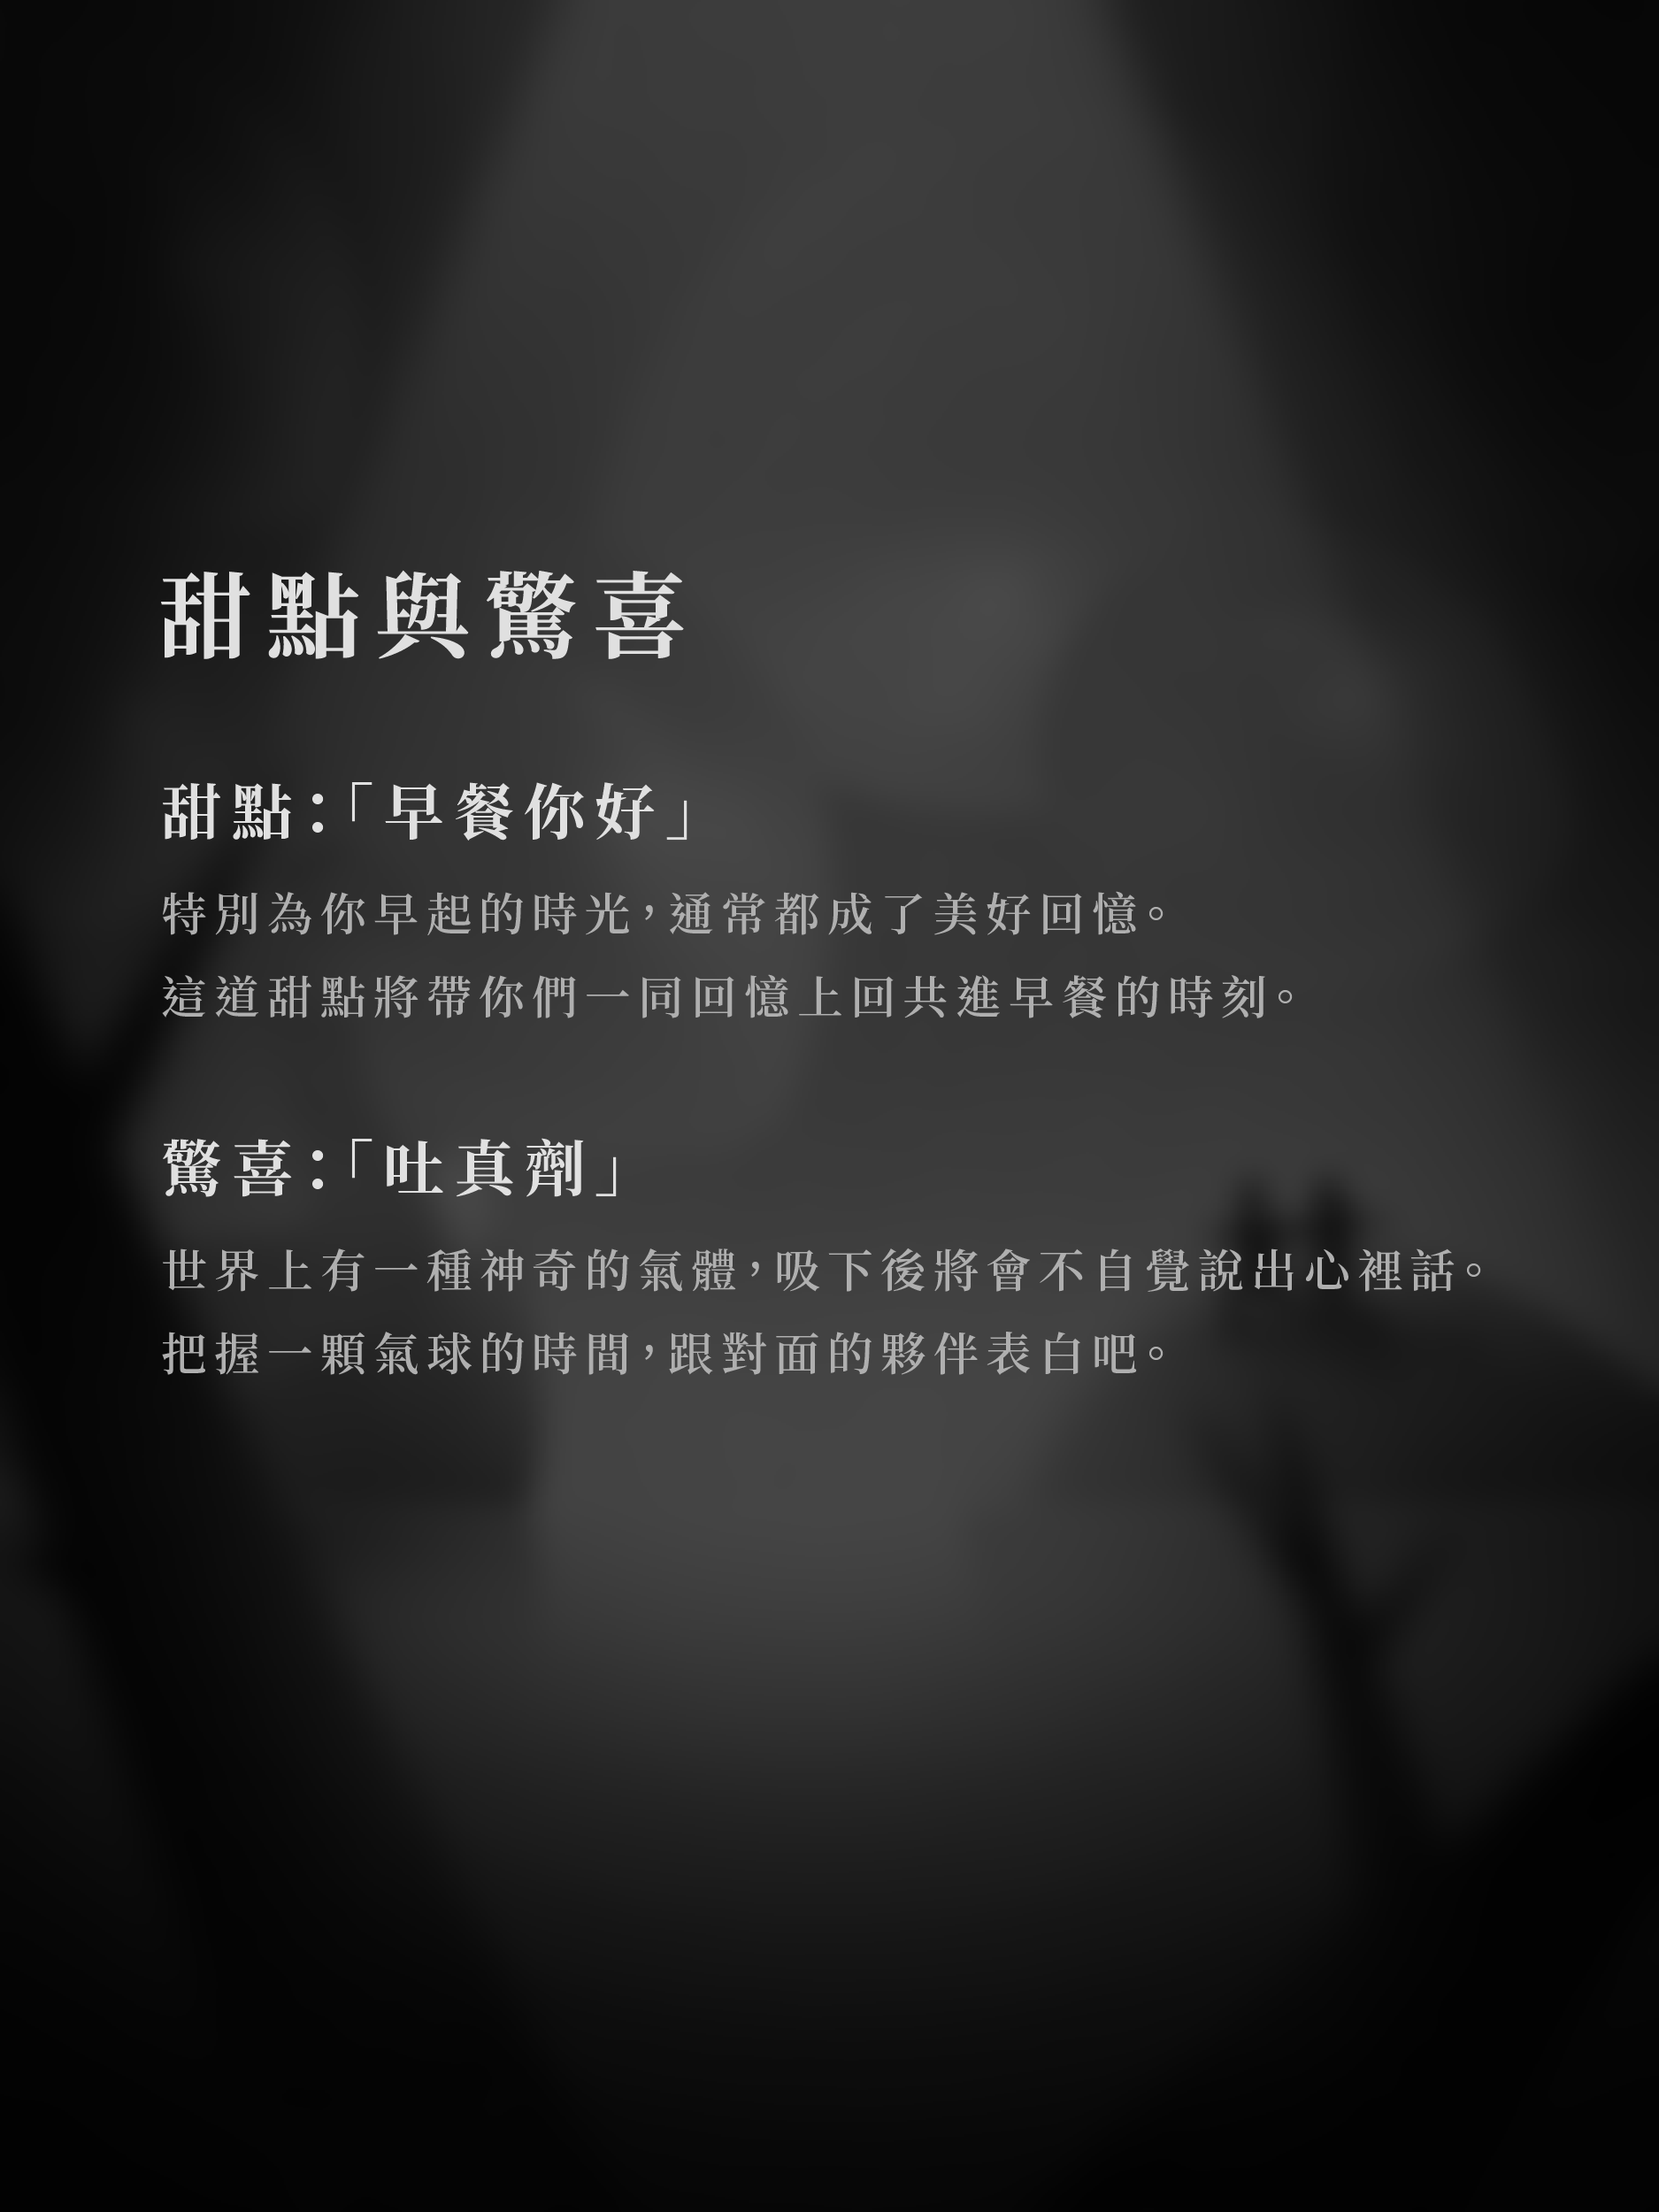 甜點與驚喜
甜點：「早餐你好」
特別為你早起的時光，通常都成了美好回憶。
這道甜點將帶你們一同回憶上回共進早餐的時刻。
驚喜：「吐真劑」
世界上有一種神奇的氣體，吸下後將會不自覺說出心裡話。
把握一顆氣球的時間，跟對面的夥伴表白吧。